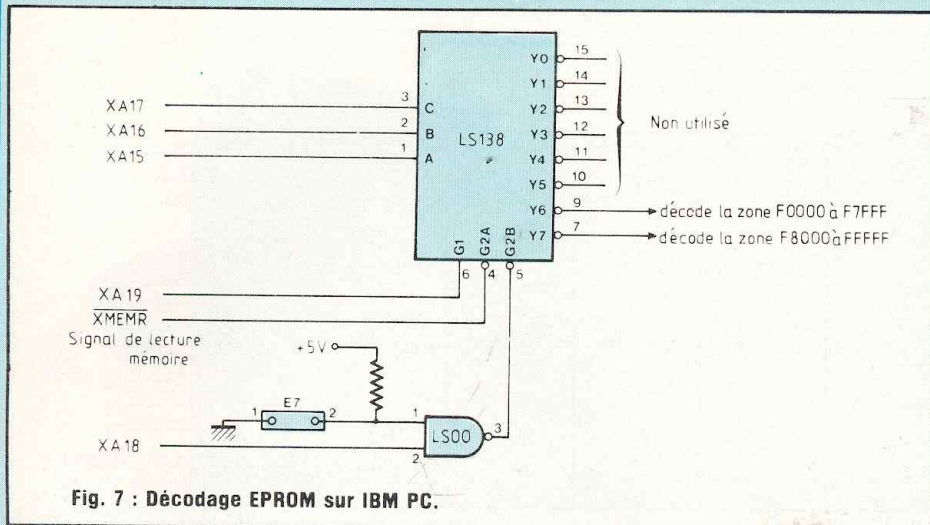 XA17
XA16
XA15
3
2
1
C
B
A
LS138
Y0 15
Y1 14
Y2 13
Y3 12
Y4 11
Y5 10
Y6 9
Y7 7
Non utilisé
décode la zone F0000 à F7FFF
décode la zone F8000 à FFFFF
G1
G2A
G2B
6
4
5
XA19
XMEMR
Signal de lecture
mémoire
+5V
E7
1
2
1
LS00
3
XA18
2
Fig. 7 : Décodage EPROM sur IBM PC.